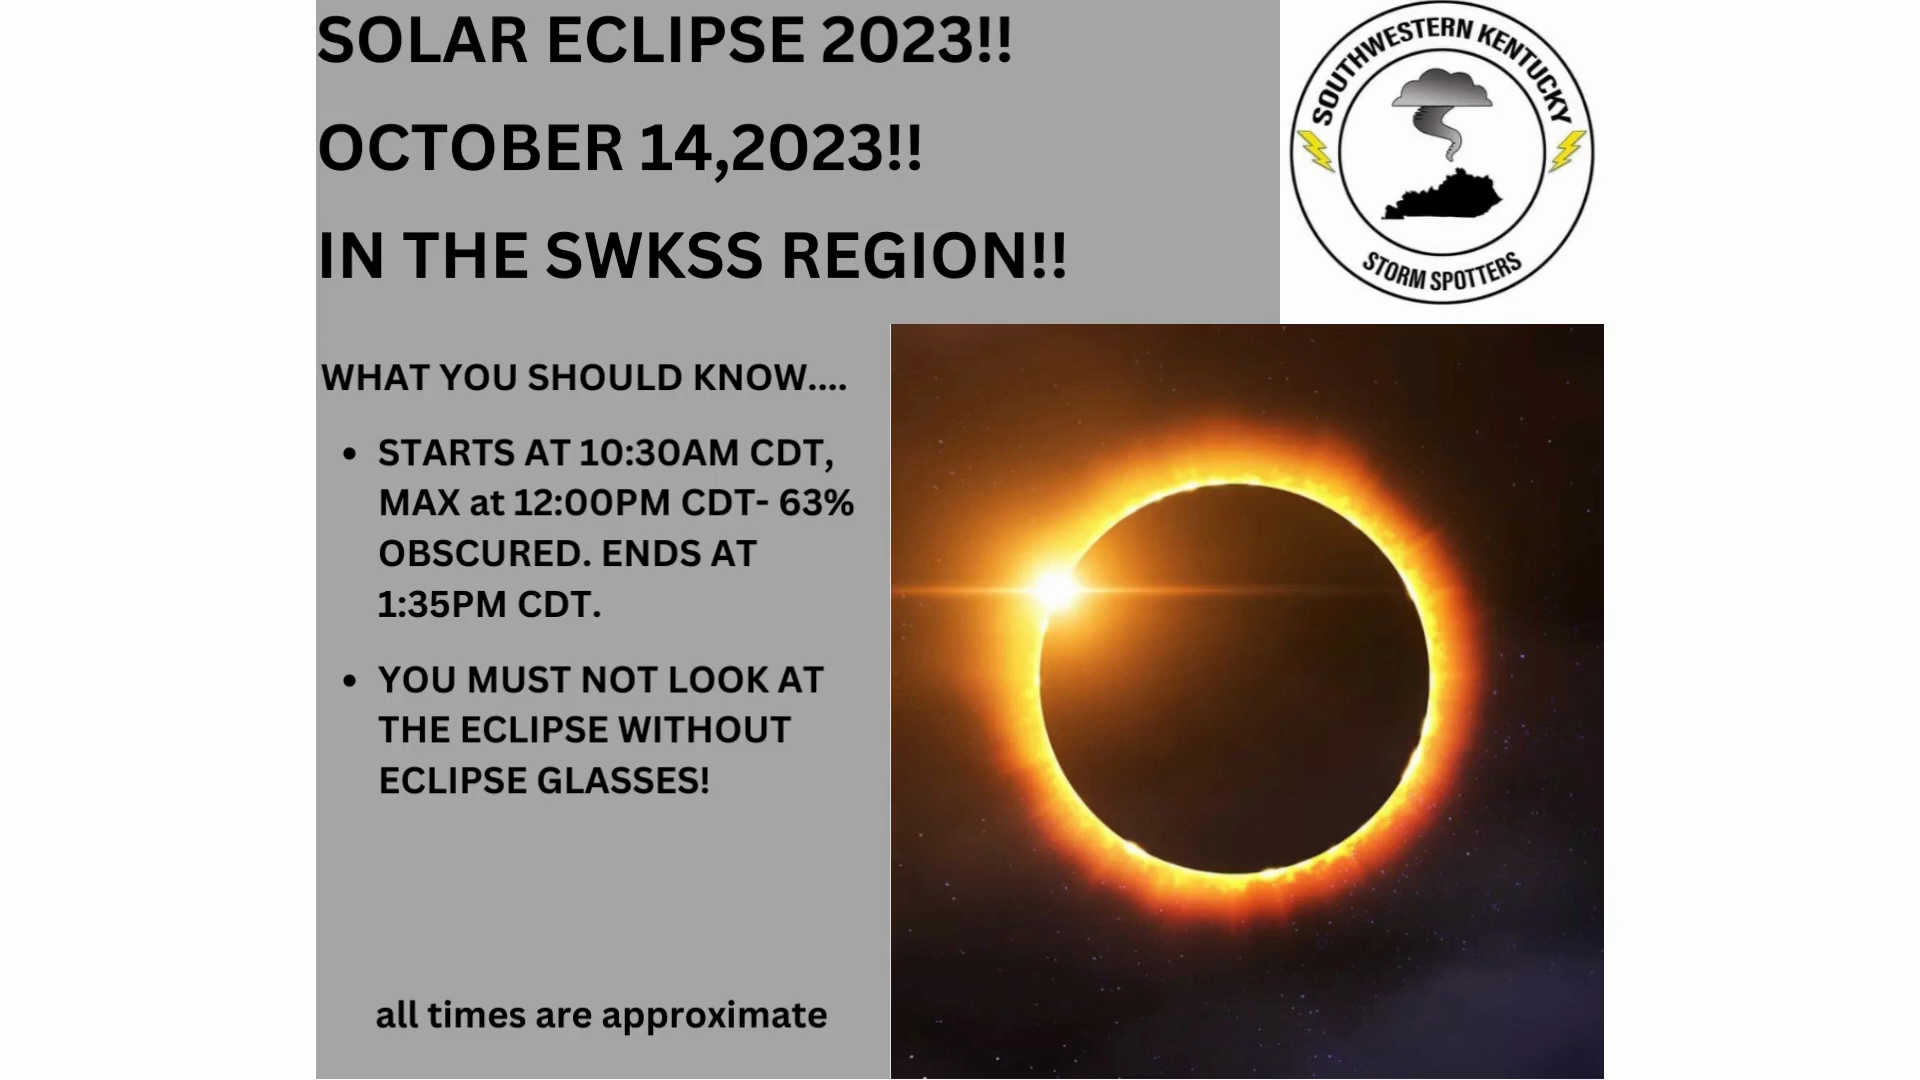 SOLAR ECLIPSE 2023!!
OCTOBER 14,2023!!
IN THE SWKSS REGION!!
SOUTHWESTERN KENTUCKY
STORM SPOTTERS
WHAT YOU SHOULD KNOW....
• STARTS AT 10:30AM CDT,
MAX at 12:00PM CDT- 63%
OBSCURED. ENDS AT
1:35PM CDT.
• YOU MUST NOT LOOK AT
THE ECLIPSE WITHOUT
ECLIPSE GLASSES!
all times are approximate